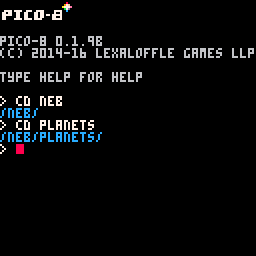 PICO-8
PICO-8 0.1.9B
(C) 2014-16 LEXALOFFLE GAMES LLP
TYPE HELP FOR HELP
> CD NEB
/NEB/
> CD PLANETS
/NEB/PLANETS/
>